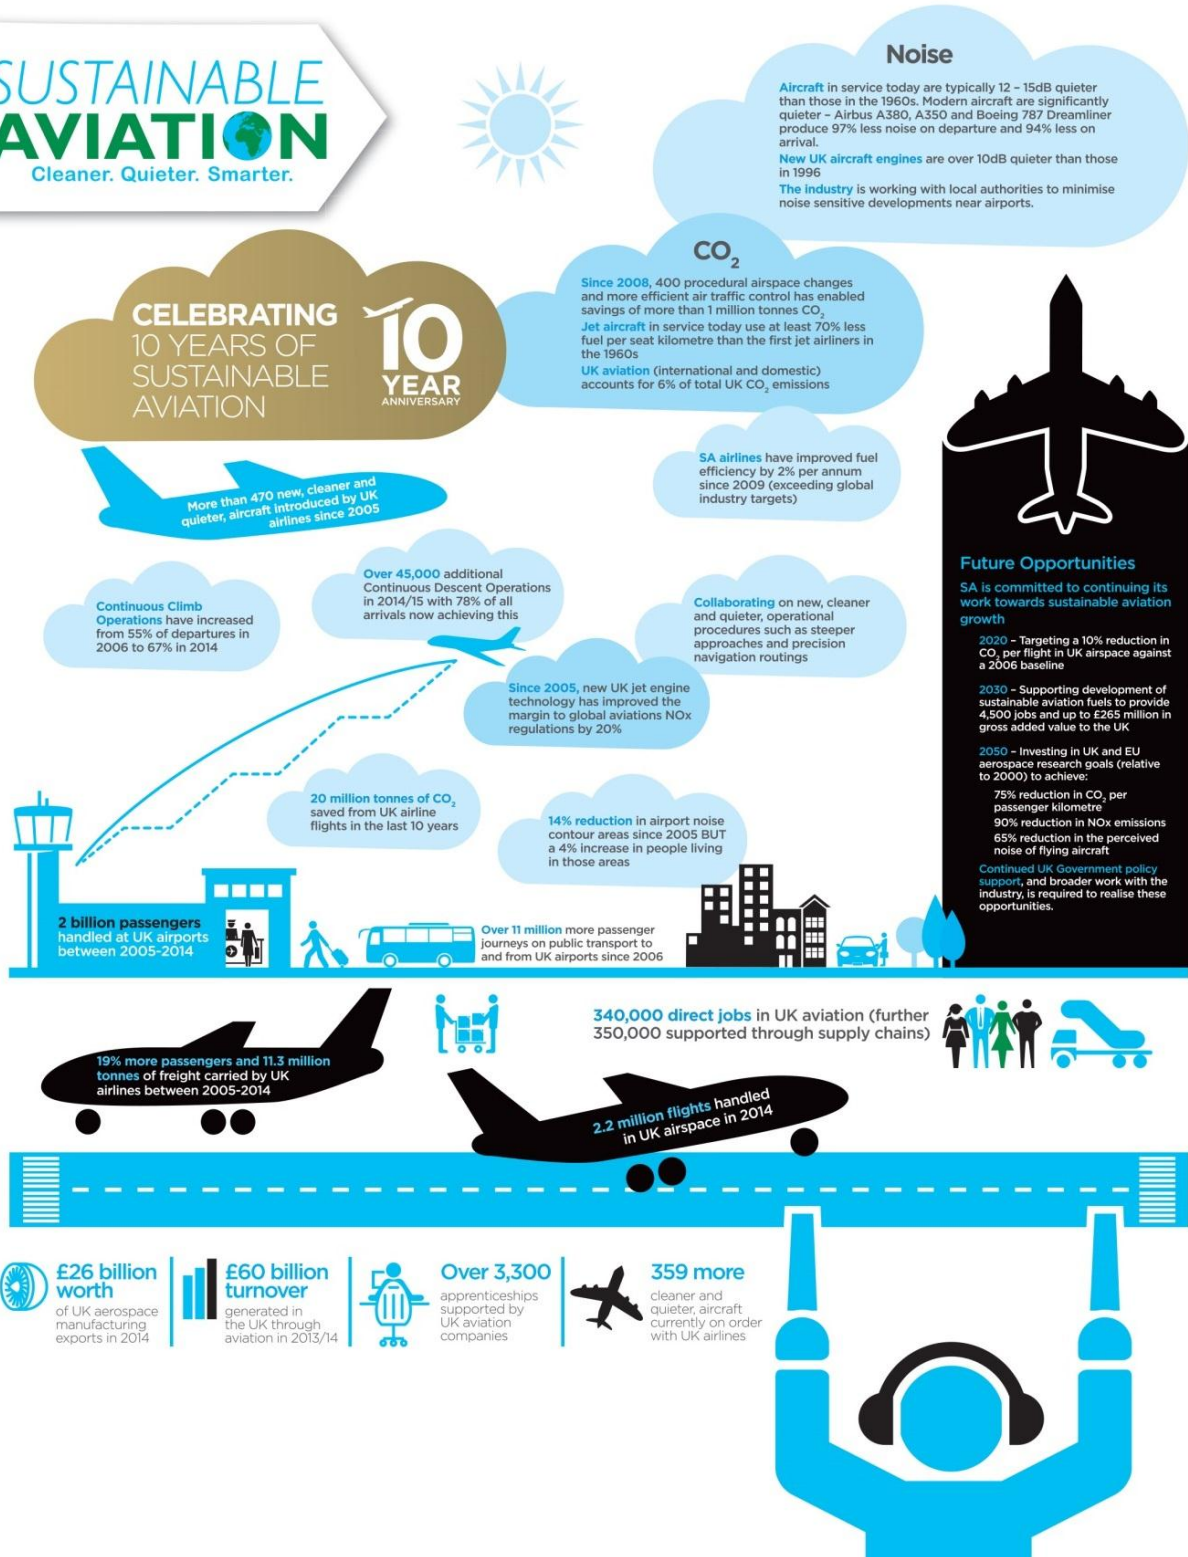 SUSTAINABLE
AVIATION
Cleaner. Quieter. Smarter.
Noise
Aircraft in service today are typically 12 – 15dB quieter
than those in the 1960s. Modern aircraft are significantly
quieter – Airbus A380, A350 and Boeing 787 Dreamliner
produce 97% less noise on departure and 94% less on
arrival.
New UK aircraft engines are over 10dB quieter than those
in 1996
The industry is working with local authorities to minimise
noise sensitive developments near airports.
CELEBRATING
10 YEARS OF
SUSTAINABLE
AVIATION
10
YEAR
ANNIVERSARY
CO2
Since 2008, 400 procedural airspace changes
and more efficient air traffic control has enabled
savings of more than 1 million tonnes CO2
Jet aircraft in service today use at least 70% less
fuel per seat kilometre than the first jet airliners in
the 1960s
UK aviation (international and domestic)
accounts for 6% of total UK CO2 emissions
SA airlines have improved fuel
efficiency by 2% per annum
since 2009 (exceeding global
industry targets)
More than 470 new, cleaner and
quieter, aircraft introduced by UK
airlines since 2005
Continuous Climb
Operations have increased
from 55% of departures in
2006 to 67% in 2014
Over 45,000 additional
Continuous Descent Operations
in 2014/15 with 78% of all
arrivals now achieving this
Collaborating on new, cleaner
and quieter, operational
procedures such as steeper
approaches and precision
navigation routings
Since 2005, new UK jet engine
technology has improved the
margin to global aviations NOx
regulations by 20%
20 million tonnes of CO2
saved from UK airline
flights in the last 10 years
14% reduction in airport noise
contour areas since 2005 BUT
a 4% increase in people living
in those areas
Future Opportunities
SA is committed to continuing its
work towards sustainable aviation
growth
2020 – Targeting a 10% reduction in
CO2 per flight in UK airspace against
a 2006 baseline
2030 – Supporting development of
sustainable aviation fuels to provide
4,500 jobs and up to £265 million in
gross added value to the UK
2050 – Investing in UK and EU
aerospace research goals (relative
to 2000) to achieve:
75% reduction in CO2 per
passenger kilometre
90% reduction in NOx emissions
65% reduction in the perceived
noise of flying aircraft
Continued UK Government policy
support, and broader work with the
industry, is required to realise these
opportunities.
2 billion passengers
handled at UK airports
between 2005-2014
Over 11 million more passenger
journeys on public transport to
and from UK airports since 2006
340,000 direct jobs in UK aviation (further
350,000 supported through supply chains)
19% more passengers and 11.3 million
tonnes of freight carried by UK
airlines between 2005-2014
2.2 million flights handled
in UK airspace in 2014
£26 billion
worth
of UK aerospace
manufacturing
exports in 2014
£60 billion
turnover
generated in
the UK through
aviation in 2013/14
Over 3,300
apprenticeships
supported by
UK aviation
companies
359 more
cleaner and
quieter, aircraft
currently on order
with UK airlines